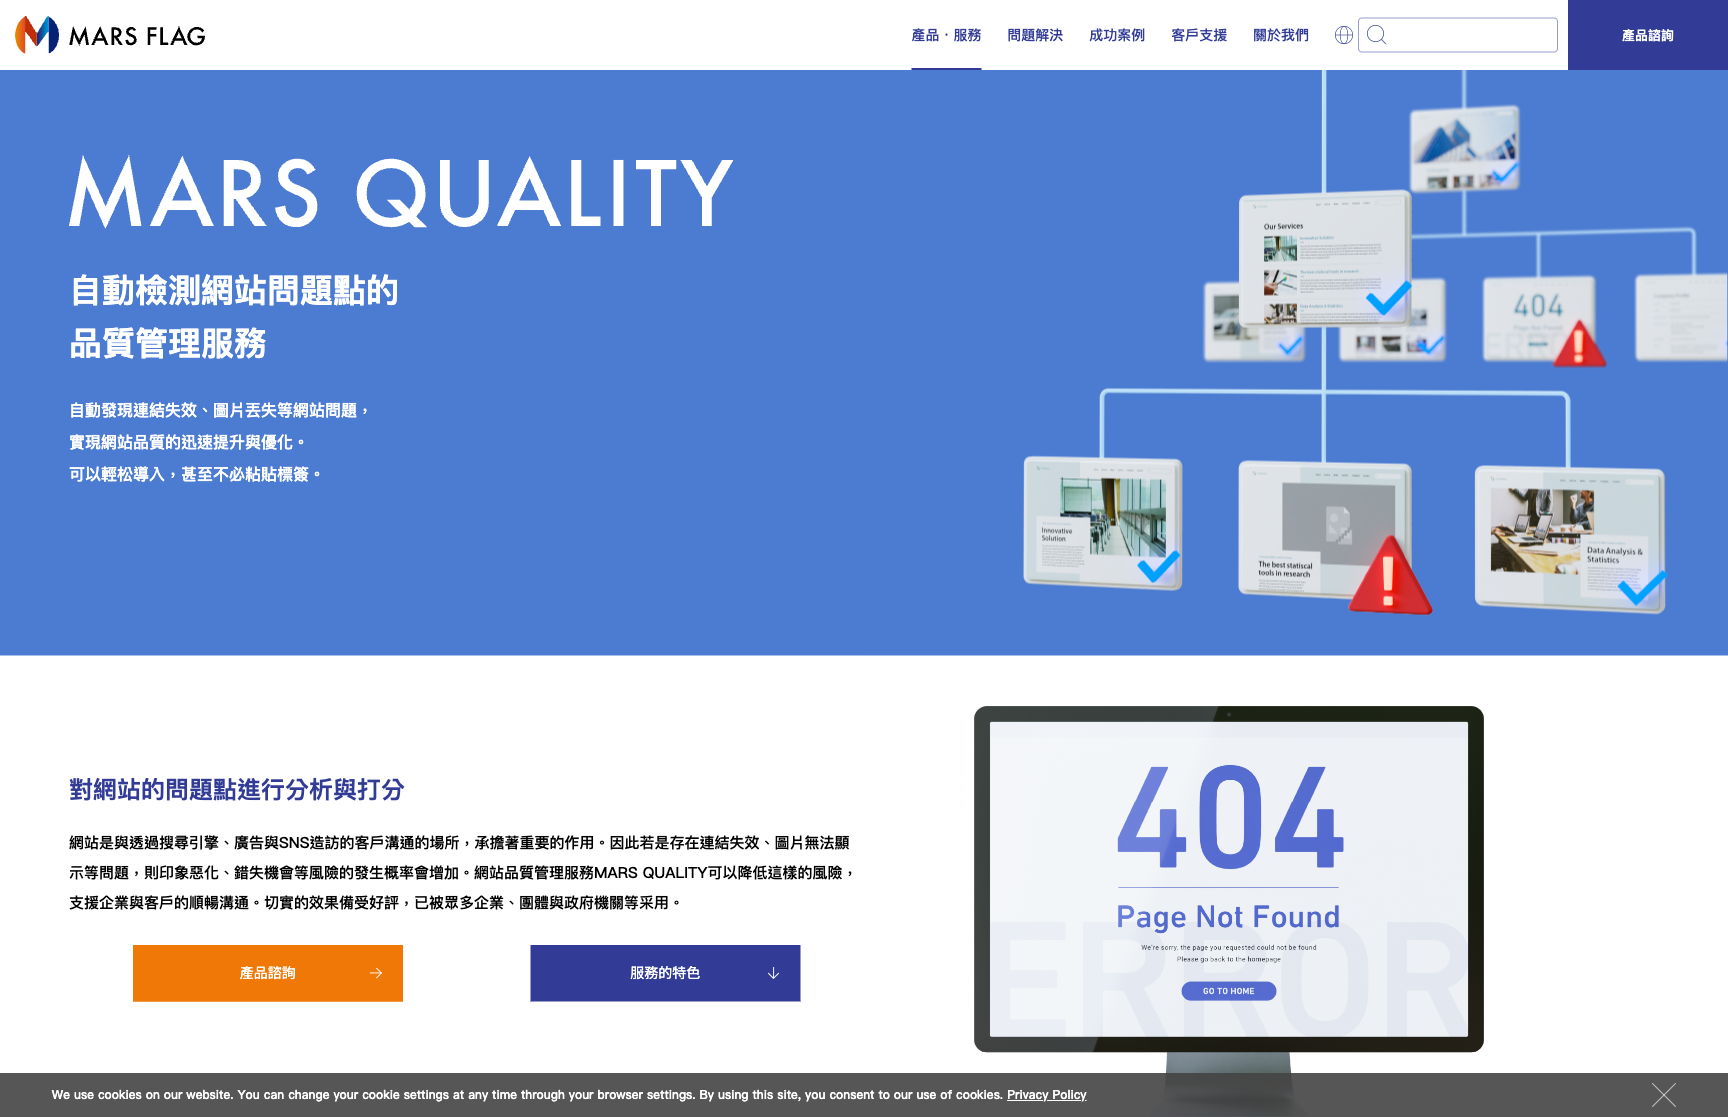 MARS FLAG
產品・服務
問題解決
成功案例
客戶支援
關於我們
產品諮詢
MARS QUALITY
自動檢測網站問題點的
品質管理服務
自動發現連結失效、圖片丟失等網站問題，
實現網站品質的迅速提升與優化。
可以輕松導入，甚至不必粘貼標簽。
Our Services
404
Page Not Found
Innovative
Solution
The best statiscal
tools in research
Data Analysis &
Statistics
對網站的問題點進行分析與打分
網站是與透過搜尋引擎、廣告與SNS造訪的客戶溝通的場所，承擔著重要的作用。因此若是存在連結失效、圖片無法顯
示等問題，則印象惡化、錯失機會等風險的發生概率會增加。網站品質管理服務MARS QUALITY可以降低這樣的風險，
支援企業與客戶的順暢溝通。切實的效果備受好評，已被眾多企業、團體與政府機關等采用。
產品諮詢
服務的特色
404
Page Not Found
We're sorry, the page you requested could not be found
Please go back to the homepage
GO TO HOME
ERROR
We use cookies on our website. You can change your cookie settings at any time through your browser settings. By using this site, you consent to our use of cookies. Privacy Policy